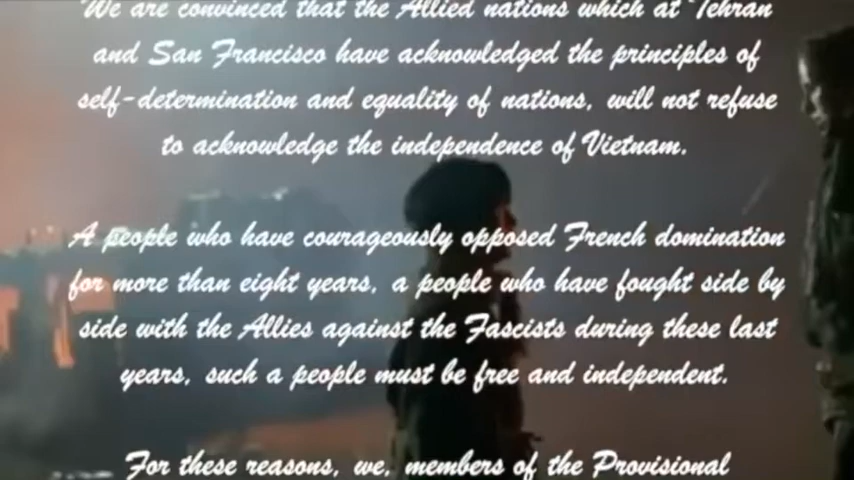 We are convinced that the Allied nations which at Tehran
and San Francisco have acknowledged the principles of
self-determination and equality of nations, will not refuse
to acknowledge the independence of Vietnam.
A people who have courageously opposed French domination
for more than eight years, a people who have fought side by
side with the Allies against the Fascists during these last
years, such a people must be free and independent.
For these reasons, we, members of the Provisional